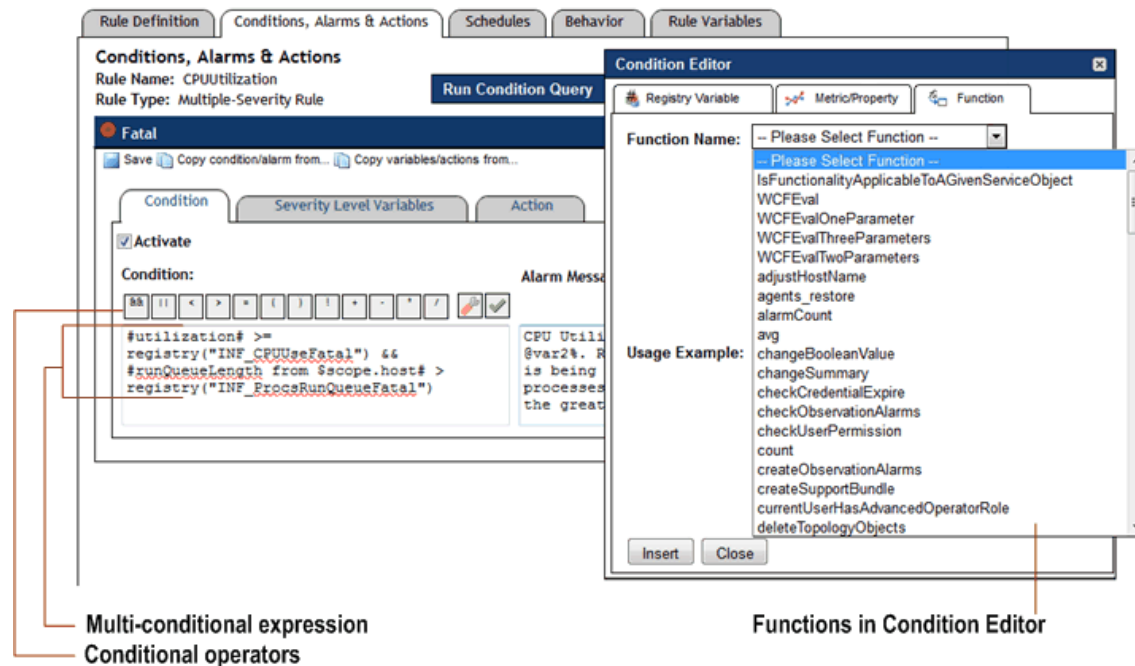 Rule Definition
Conditions, Alarms & Actions
Schedules
Behavior
Rule Variables
Conditions, Alarms & Actions
Rule Name: CPUUtilization
Rule Type: Multiple-Severity Rule
Run Condition Query
Fatal
Save Copy condition/alarm from... Copy variables/actions from...
Condition
Severity Level Variables
Action
Activate
Condition:
&& || < > = ( ) ! + - * /
#utilization# >=
registry("INF_CPUUseFatal") &&
#runQueueLength from $scope.host# >
registry("INF_ProcsRunQueueFatal")
Alarm Messa
CPU Utili
@var2%. R
is being
processes
the great
Condition Editor
Registry Variable
Metric/Property
Function
Function Name:
-- Please Select Function --
-- Please Select Function --
IsFunctionalityApplicableToAGivenServiceObject
WCFEval
WCFEvalOneParameter
WCFEvalThreeParameters
WCFEvalTwoParameters
adjustHostName
agents_restore
alarmCount
avg
Usage Example:
changeBooleanValue
changeSummary
checkCredentialExpire
checkObservationAlarms
checkUserPermission
count
createObservationAlarms
createSupportBundle
currentUserHasAdvancedOperatorRole
deleteTopologyObjects
Insert
Close
Multi-conditional expression
Conditional operators
Functions in Condition Editor